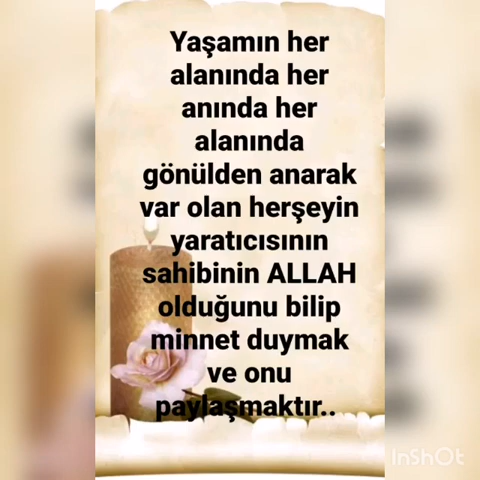 Yaşamın her
alanında her
anında her
alanında
gönülden anarak
var olan herşeyin
yaratıcısının
sahibinin ALLAH
olduğunu bilip
minnet duymak
ve onu
paylaşmaktır..
InShOt